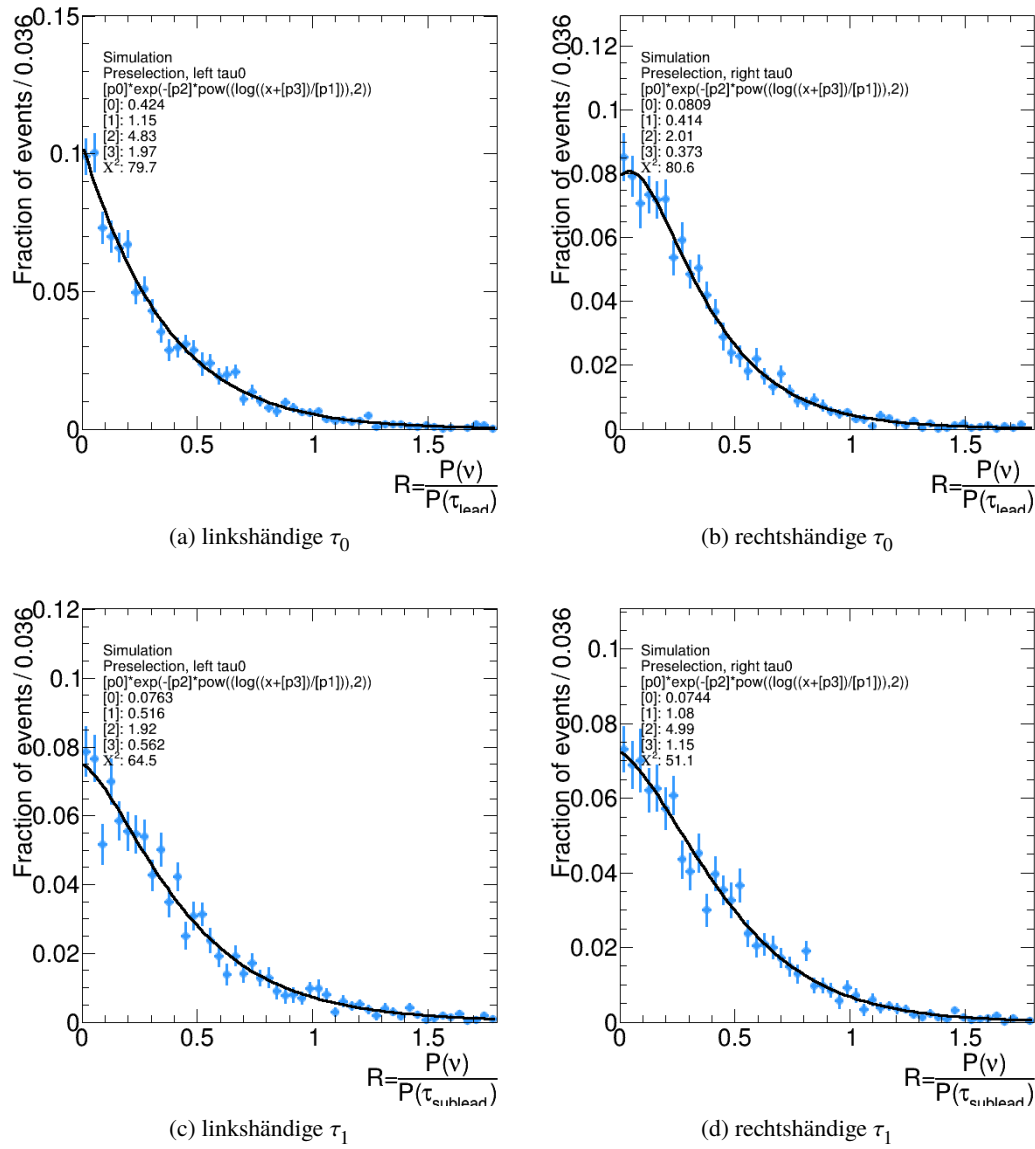 0.15
0.1
0.05
0
0
0.5
1
1.5
Fraction of events / 0.036
Simulation
Preselection, left tau0
[p0]*exp(-[p2]*pow((log((x+[p3])/[p1])),2))
[0]: 0.424
[1]: 1.15
[2]: 4.83
[3]: 1.97
Χ²: 79.7
R=P(ν)
P(τlead)
(a) linkshändige τ0
0.12
0.1
0.08
0.06
0.04
0.02
0
0
0.5
1
1.5
Fraction of events / 0.036
Simulation
Preselection, right tau0
[p0]*exp(-[p2]*pow((log((x+[p3])/[p1])),2))
[0]: 0.0809
[1]: 0.414
[2]: 2.01
[3]: 0.373
Χ²: 80.6
R=P(ν)
P(τlead)
(b) rechtshändige τ0
0.12
0.1
0.08
0.06
0.04
0.02
0
0
0.5
1
1.5
Fraction of events / 0.036
Simulation
Preselection, left tau0
[p0]*exp(-[p2]*pow((log((x+[p3])/[p1])),2))
[0]: 0.0763
[1]: 0.516
[2]: 1.92
[3]: 0.562
Χ²: 64.5
R=P(ν)
P(τsublead)
(c) linkshändige τ1
0.1
0.08
0.06
0.04
0.02
0
0
0.5
1
1.5
Fraction of events / 0.036
Simulation
Preselection, right tau0
[p0]*exp(-[p2]*pow((log((x+[p3])/[p1])),2))
[0]: 0.0744
[1]: 1.08
[2]: 4.99
[3]: 1.15
Χ²: 51.1
R=P(ν)
P(τsublead)
(d) rechtshändige τ1